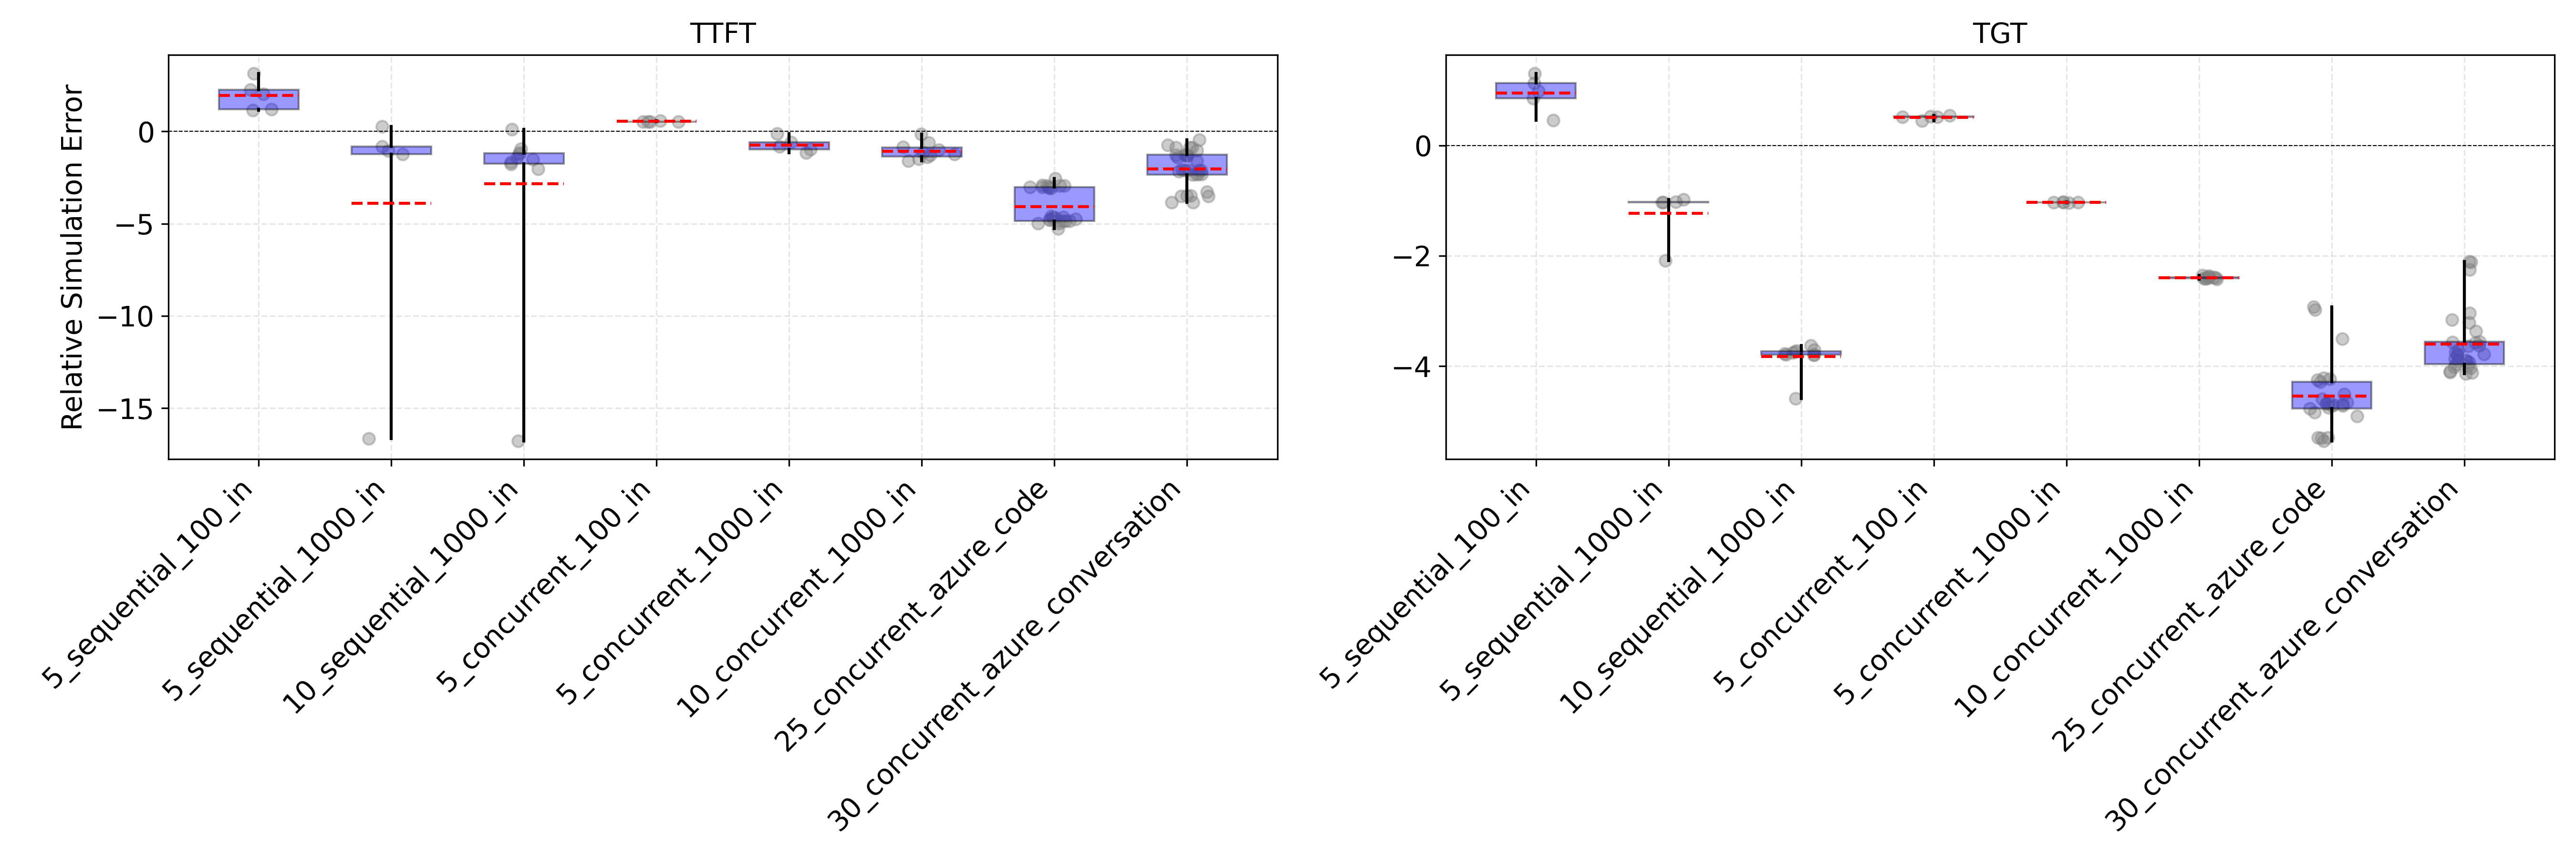 TTFT
Relative Simulation Error
0
−5
−10
−15
5_sequential_100_in
5_sequential_1000_in
10_sequential_1000_in
5_concurrent_100_in
5_concurrent_1000_in
10_concurrent_1000_in
25_concurrent_azure_code
30_concurrent_azure_conversation
TGT
0
−2
−4
5_sequential_100_in
5_sequential_1000_in
10_sequential_1000_in
5_concurrent_100_in
5_concurrent_1000_in
10_concurrent_1000_in
25_concurrent_azure_code
30_concurrent_azure_conversation